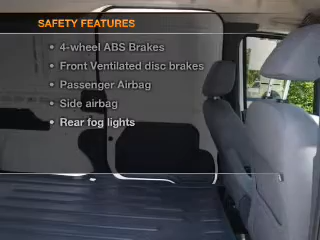 SAFETY FEATURES
• 4-wheel ABS Brakes
• Front Ventilated disc brakes
• Passenger Airbag
• Side airbag
• Rear fog lights